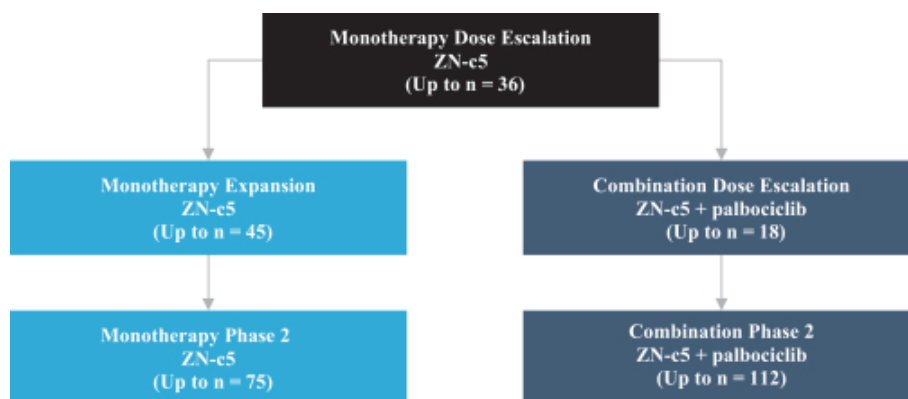 Monotherapy Dose Escalation
ZN-c5
(Up to n = 36)
Monotherapy Expansion
ZN-c5
(Up to n = 45)
Combination Dose Escalation
ZN-c5 + palbociclib
(Up to n = 18)
Monotherapy Phase 2
ZN-c5
(Up to n = 75)
Combination Phase 2
ZN-c5 + palbociclib
(Up to n = 112)